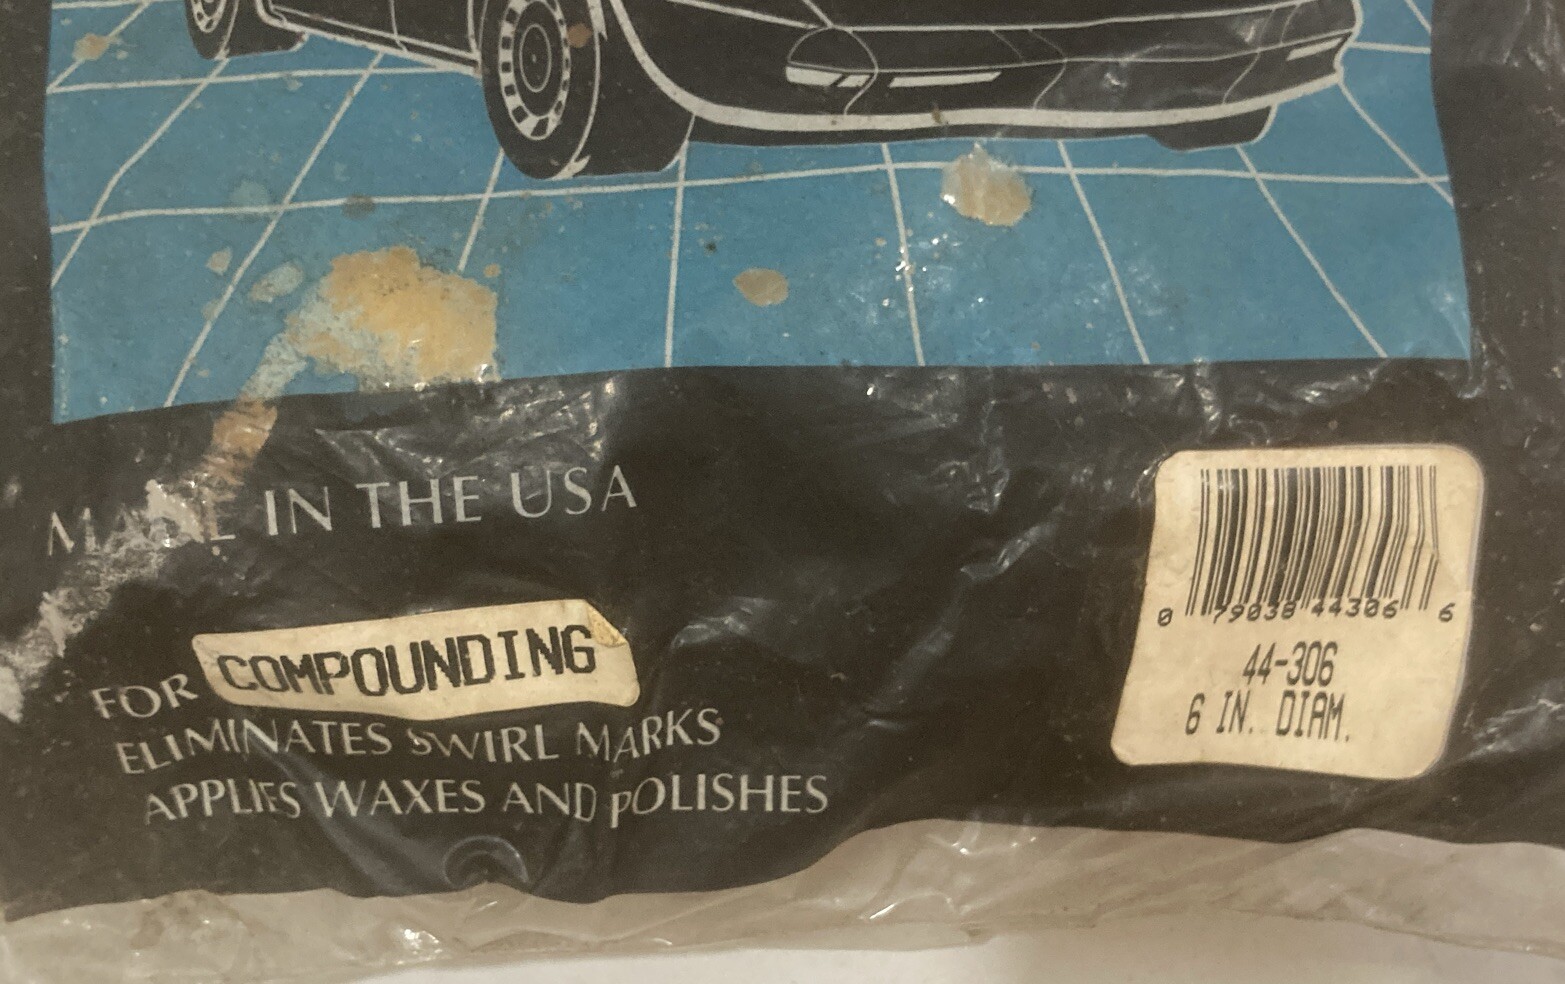 MADE IN THE USA
FOR COMPOUNDING
ELIMINATES SWIRL MARKS
APPLIES WAXES AND POLISHES
0 79038 44306 6
44-306
6 IN. DIAM.